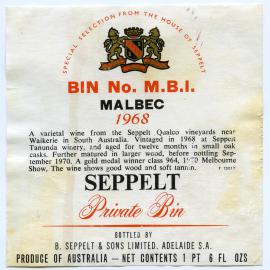 SPECIAL SELECTION FROM THE HOUSE OF SEPPELT
BIN No. M.B.I.
MALBEC
1968
A varietal wine from the Seppelt Qualco vineyards near
Waikerie in South Australia. Vintaged in 1968 at Seppelt
Tanunda winery, and aged for twelve months in small oak
casks. Further matured in larger wood, before bottling Sep-
tember 1970. A gold medal winner class 964, 1970 Melbourne
Show. The wine shows good wood and soft tannin.
SEPPELT
Private Bin
BOTTLED BY
B. SEPPELT & SONS LIMITED. ADELAIDE S.A.
PRODUCE OF AUSTRALIA — NET CONTENTS 1 PT 6 FL OZS